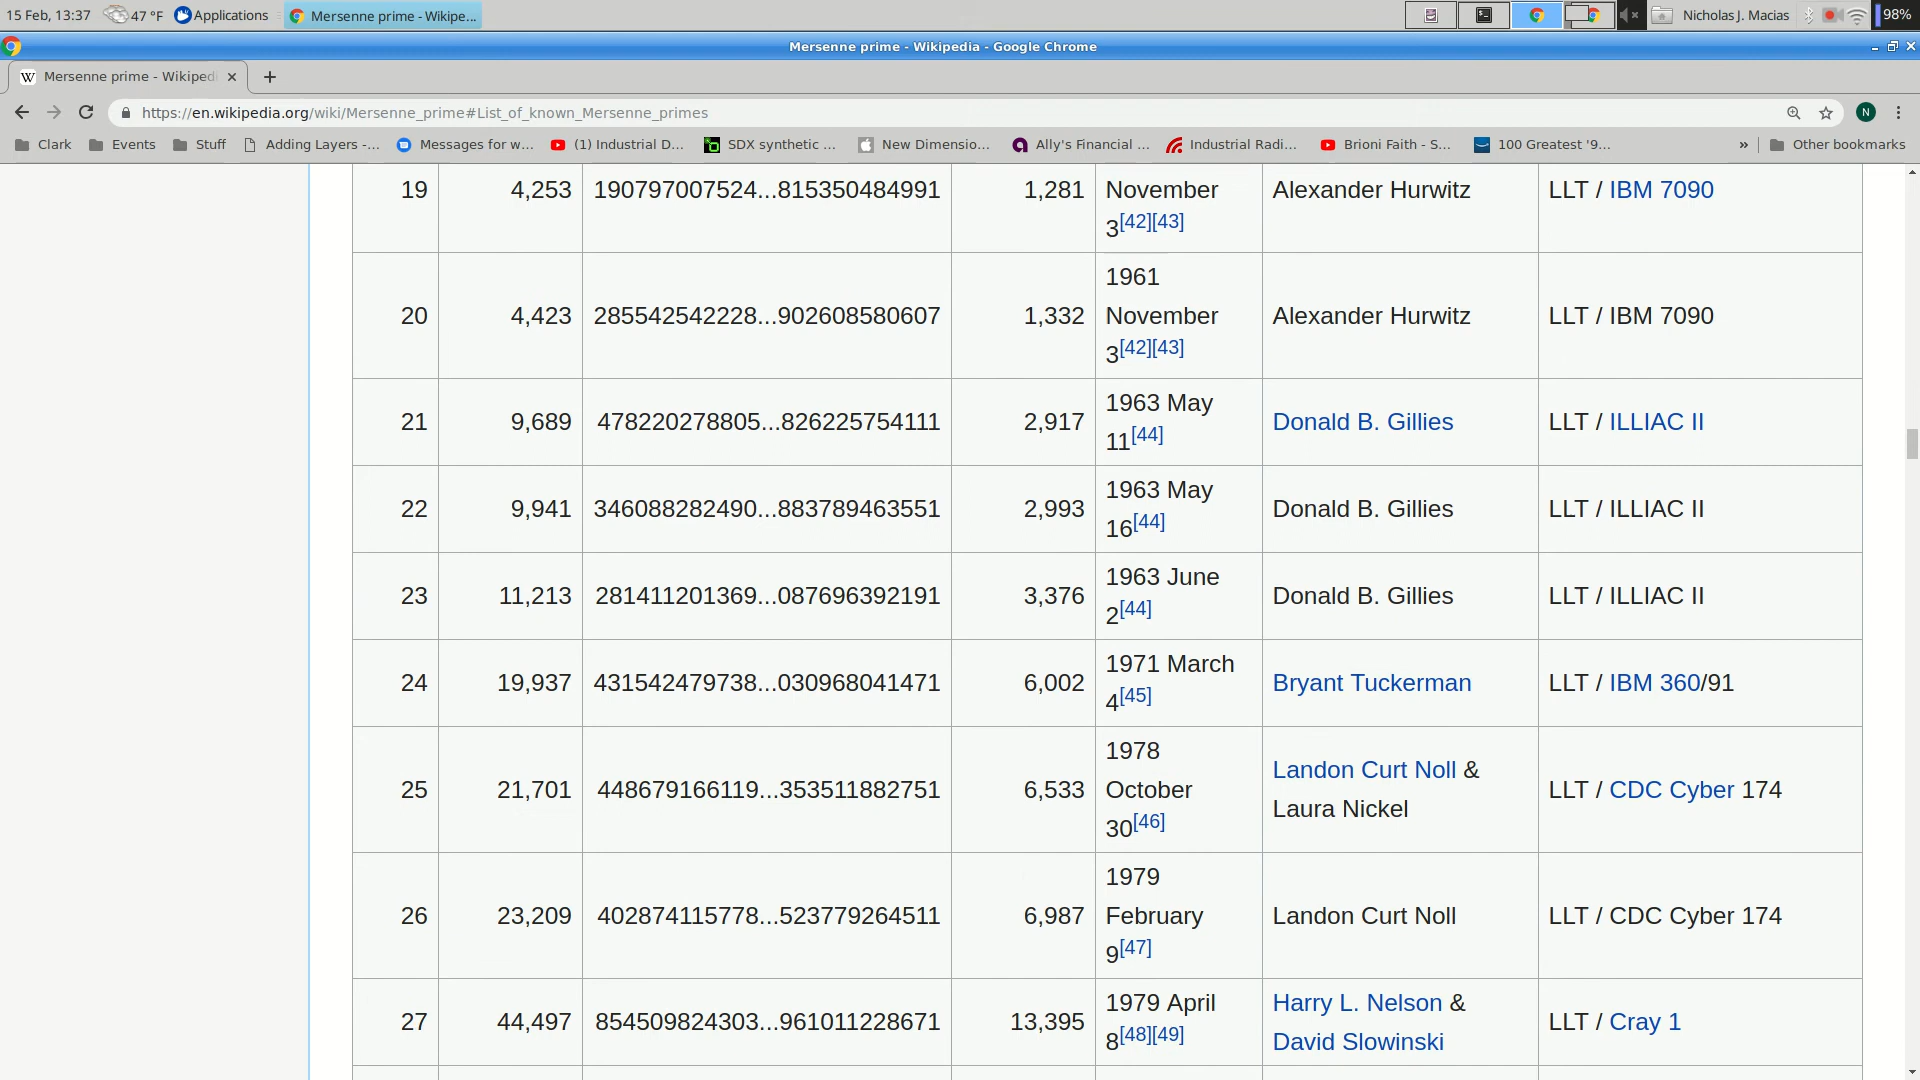 15 Feb, 13:37 47 °F Applications Mersenne prime - Wikipe... Nicholas J. Macias 98%
Mersenne prime - Wikipedia - Google Chrome
W Mersenne prime - Wikiped × +
https://en.wikipedia.org/wiki/Mersenne_prime#List_of_known_Mersenne_primes N
Clark Events Stuff Adding Layers -... Messages for w... (1) Industrial D... SDX synthetic ... New Dimensio... Ally's Financial ... Industrial Radi... Brioni Faith - S... 100 Greatest '9... » Other bookmarks
19 4,253 190797007524...815350484991 1,281 November 3[42][43] Alexander Hurwitz LLT / IBM 7090
20 4,423 285542542228...902608580607 1,332 1961 November 3[42][43] Alexander Hurwitz LLT / IBM 7090
21 9,689 478220278805...826225754111 2,917 1963 May 11[44] Donald B. Gillies LLT / ILLIAC II
22 9,941 346088282490...883789463551 2,993 1963 May 16[44] Donald B. Gillies LLT / ILLIAC II
23 11,213 281411201369...087696392191 3,376 1963 June 2[44] Donald B. Gillies LLT / ILLIAC II
24 19,937 431542479738...030968041471 6,002 1971 March 4[45] Bryant Tuckerman LLT / IBM 360/91
25 21,701 448679166119...353511882751 6,533 1978 October 30[46] Landon Curt Noll & Laura Nickel LLT / CDC Cyber 174
26 23,209 402874115778...523779264511 6,987 1979 February 9[47] Landon Curt Noll LLT / CDC Cyber 174
27 44,497 854509824303...961011228671 13,395 1979 April 8[48][49] Harry L. Nelson & David Slowinski LLT / Cray 1